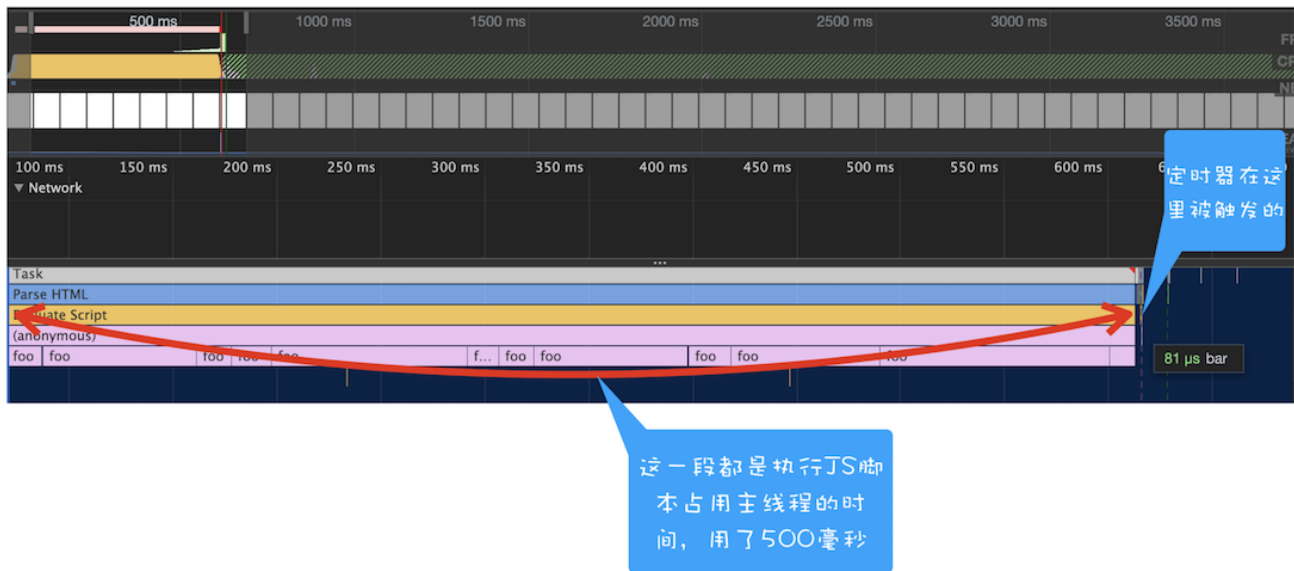 500 ms 1000 ms 1500 ms 2000 ms 2500 ms 3000 ms 3500 ms
100 ms 150 ms 200 ms 250 ms 300 ms 350 ms 400 ms 450 ms 500 ms 550 ms 600 ms
▼ Network
定时器在这
里被触发的
...
Task
Parse HTML
Script
(anonymous)
foo foo foo foo foo f... foo foo foo foo foo
81 μs bar
这一段都是执行JS脚
本占用主线程的时
间，用了500毫秒